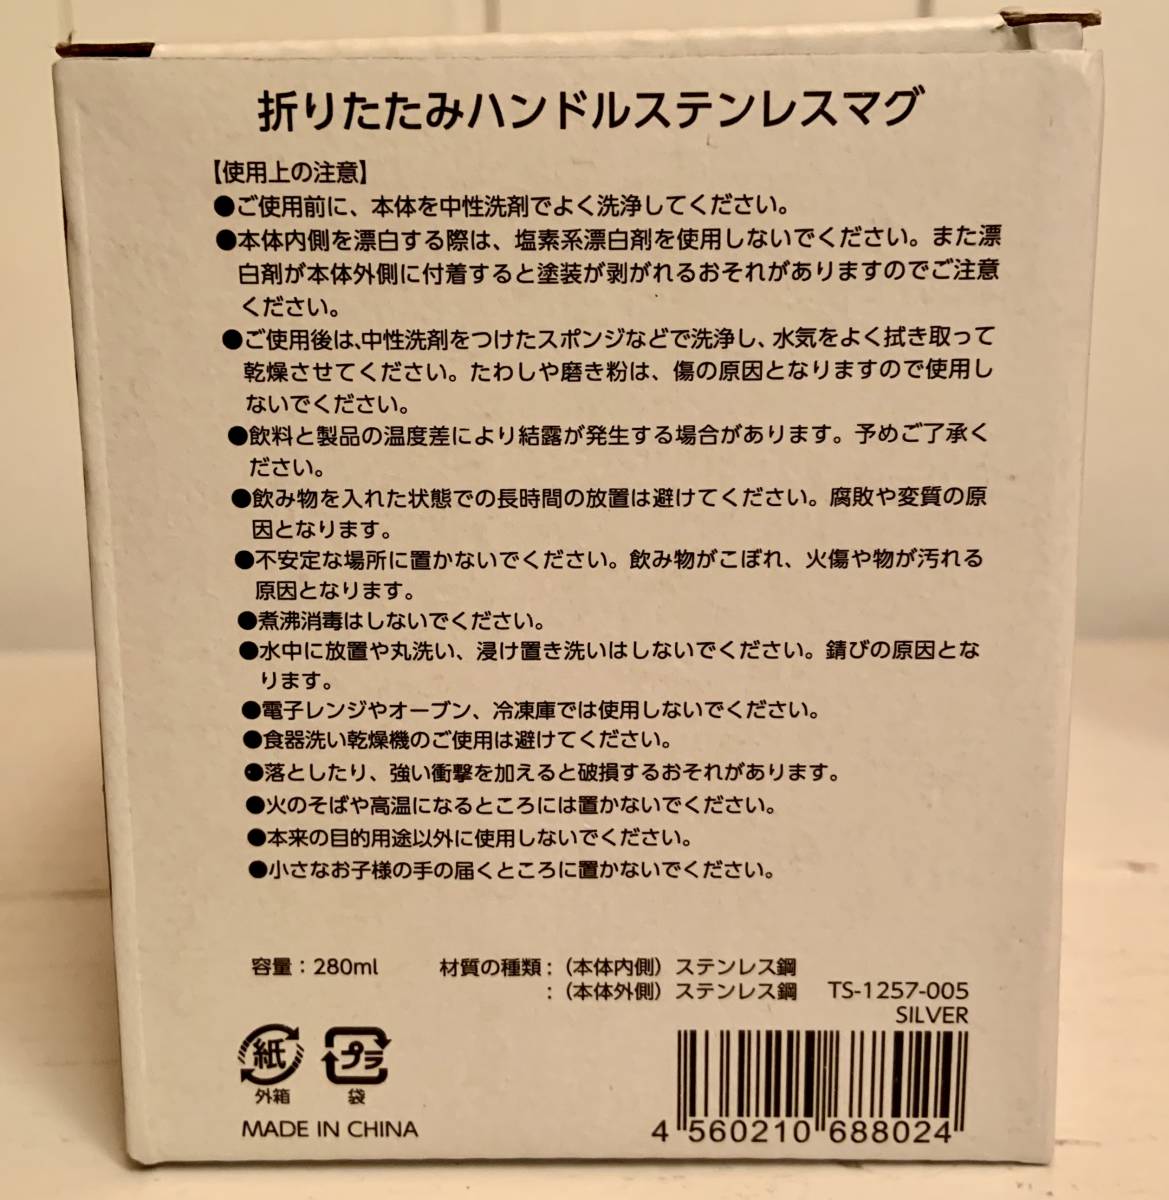 折りたたみハンドルステンレスマグ
【使用上の注意】
●ご使用前に、本体を中性洗剤でよく洗浄してください。
●本体内側を漂白する際は、塩素系漂白剤を使用しないでください。また漂
白剤が本体外側に付着すると塗装が剥がれるおそれがありますのでご注意
ください。
●ご使用後は、中性洗剤をつけたスポンジなどで洗浄し、水気をよく拭き取って
乾燥させてください。たわしや磨き粉は、傷の原因となりますので使用し
ないでください。
●飲料と製品の温度差により結露が発生する場合があります。予めご了承く
ださい。
●飲み物を入れた状態での長時間の放置は避けてください。腐敗や変質の原
因となります。
●不安定な場所に置かないでください。飲み物がこぼれ、火傷や物が汚れる
原因となります。
●煮沸消毒はしないでください。
●水中に放置や丸洗い、浸け置き洗いはしないでください。錆びの原因とな
ります。
●電子レンジやオーブン、冷凍庫では使用しないでください。
●食器洗い乾燥機のご使用は避けてください。
●落としたり、強い衝撃を加えると破損するおそれがあります。
●火のそばや高温になるところには置かないでください。
●本来の目的用途以外に使用しないでください。
●小さなお子様の手の届くところに置かないでください。
容量：280ml 材質の種類：（本体内側）ステンレス鋼
：（本体外側）ステンレス鋼 TS-1257-005
SILVER
紙 プラ
外箱 袋
MADE IN CHINA
4 560210 688024